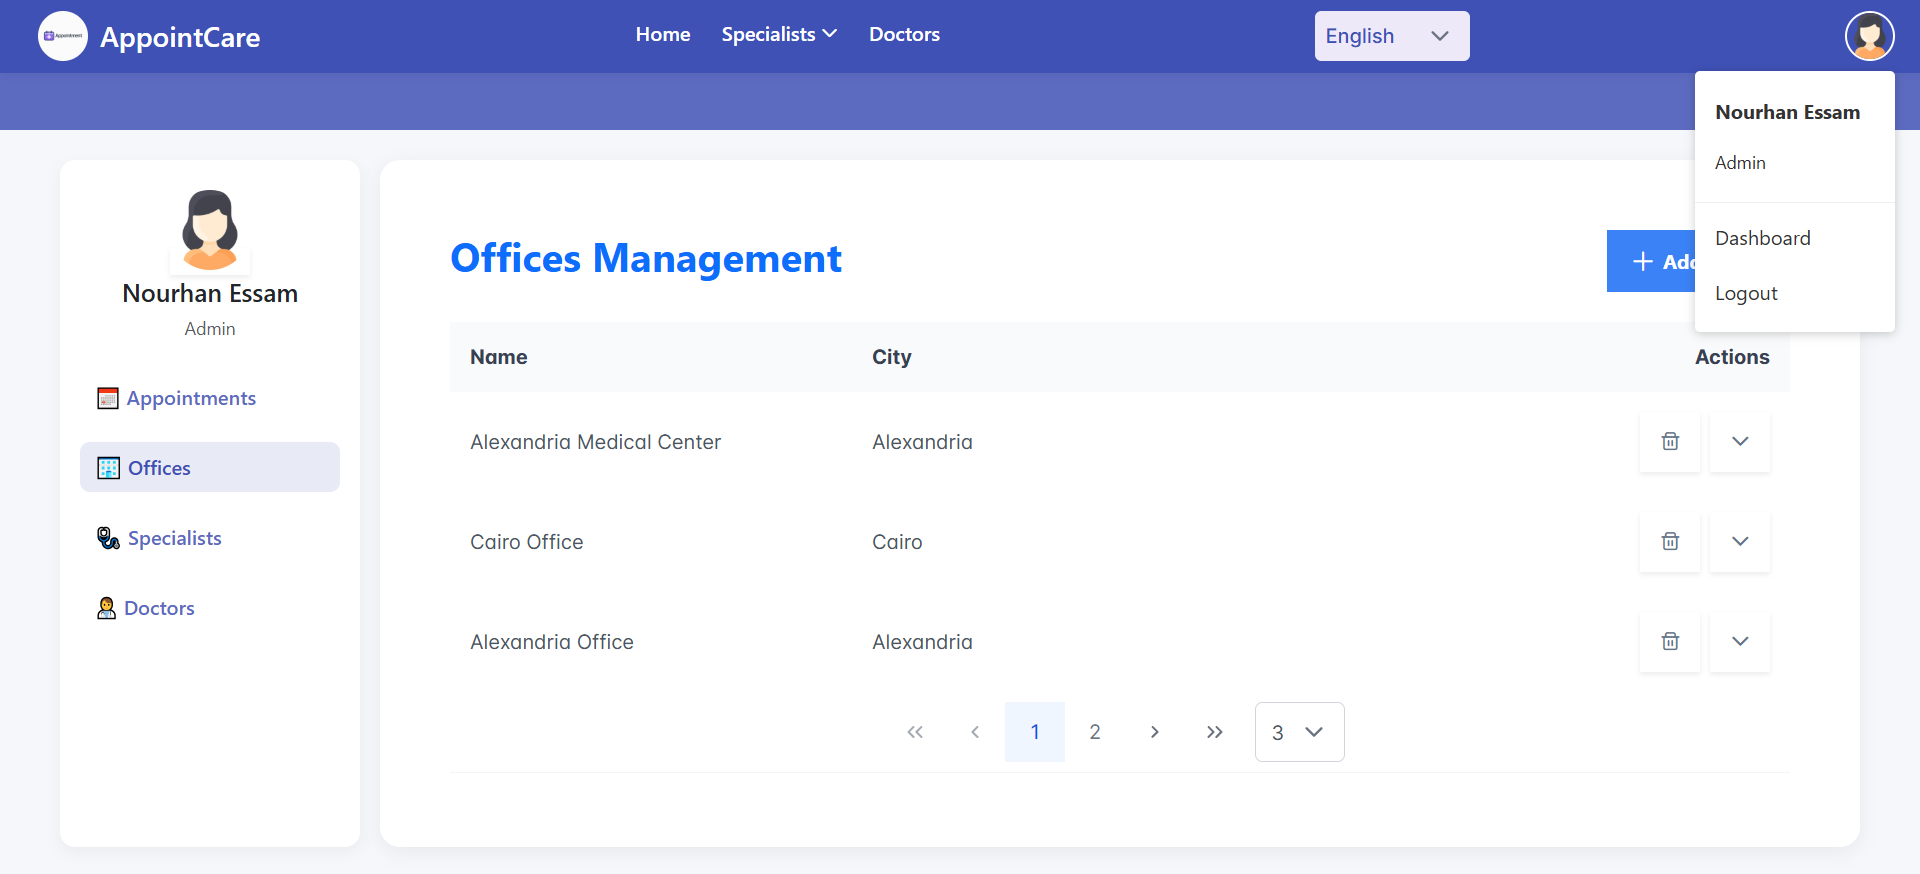 Appointment
AppointCare
Home
Specialists
Doctors
English
Nourhan Essam
Admin
Dashboard
Logout
Nourhan Essam
Admin
Appointments
Offices
Specialists
Doctors
Offices Management
Add
Name City Actions
Alexandria Medical Center Alexandria
Cairo Office Cairo
Alexandria Office Alexandria
1 2 3